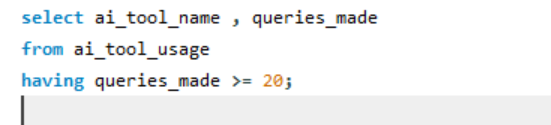 select ai_tool_name , queries_made
from ai_tool_usage
having queries_made >= 20;